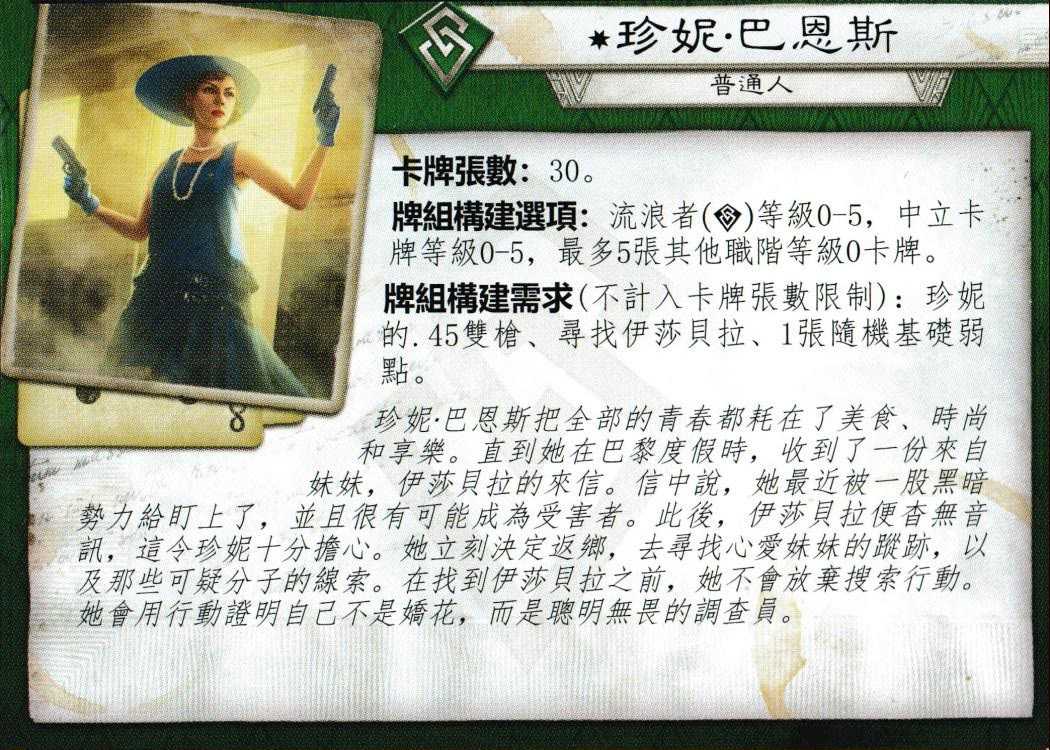 珍妮·巴恩斯
普通人
卡牌張數：30。
牌組構建選項：流浪者()等級0-5，中立卡
牌等級0-5，最多5張其他職階等級0卡牌。
牌組構建需求(不計入卡牌張數限制)：珍妮
的.45雙槍、尋找伊莎貝拉、1張隨機基礎弱
點。
珍妮·巴恩斯把全部的青春都耗在了美食、時尚
和享樂。直到她在巴黎度假時，收到了一份來自
妹妹，伊莎貝拉的來信。信中說，她最近被一股黑暗
勢力給盯上了，並且很有可能成為受害者。此後，伊莎貝拉便杳無音
訊，這令珍妮十分擔心。她立刻決定返鄉，去尋找心愛妹妹的蹤跡，以
及那些可疑分子的線索。在找到伊莎貝拉之前，她不會放棄搜索行動。
她會用行動證明自己不是嬌花，而是聰明無畏的調查員。
8